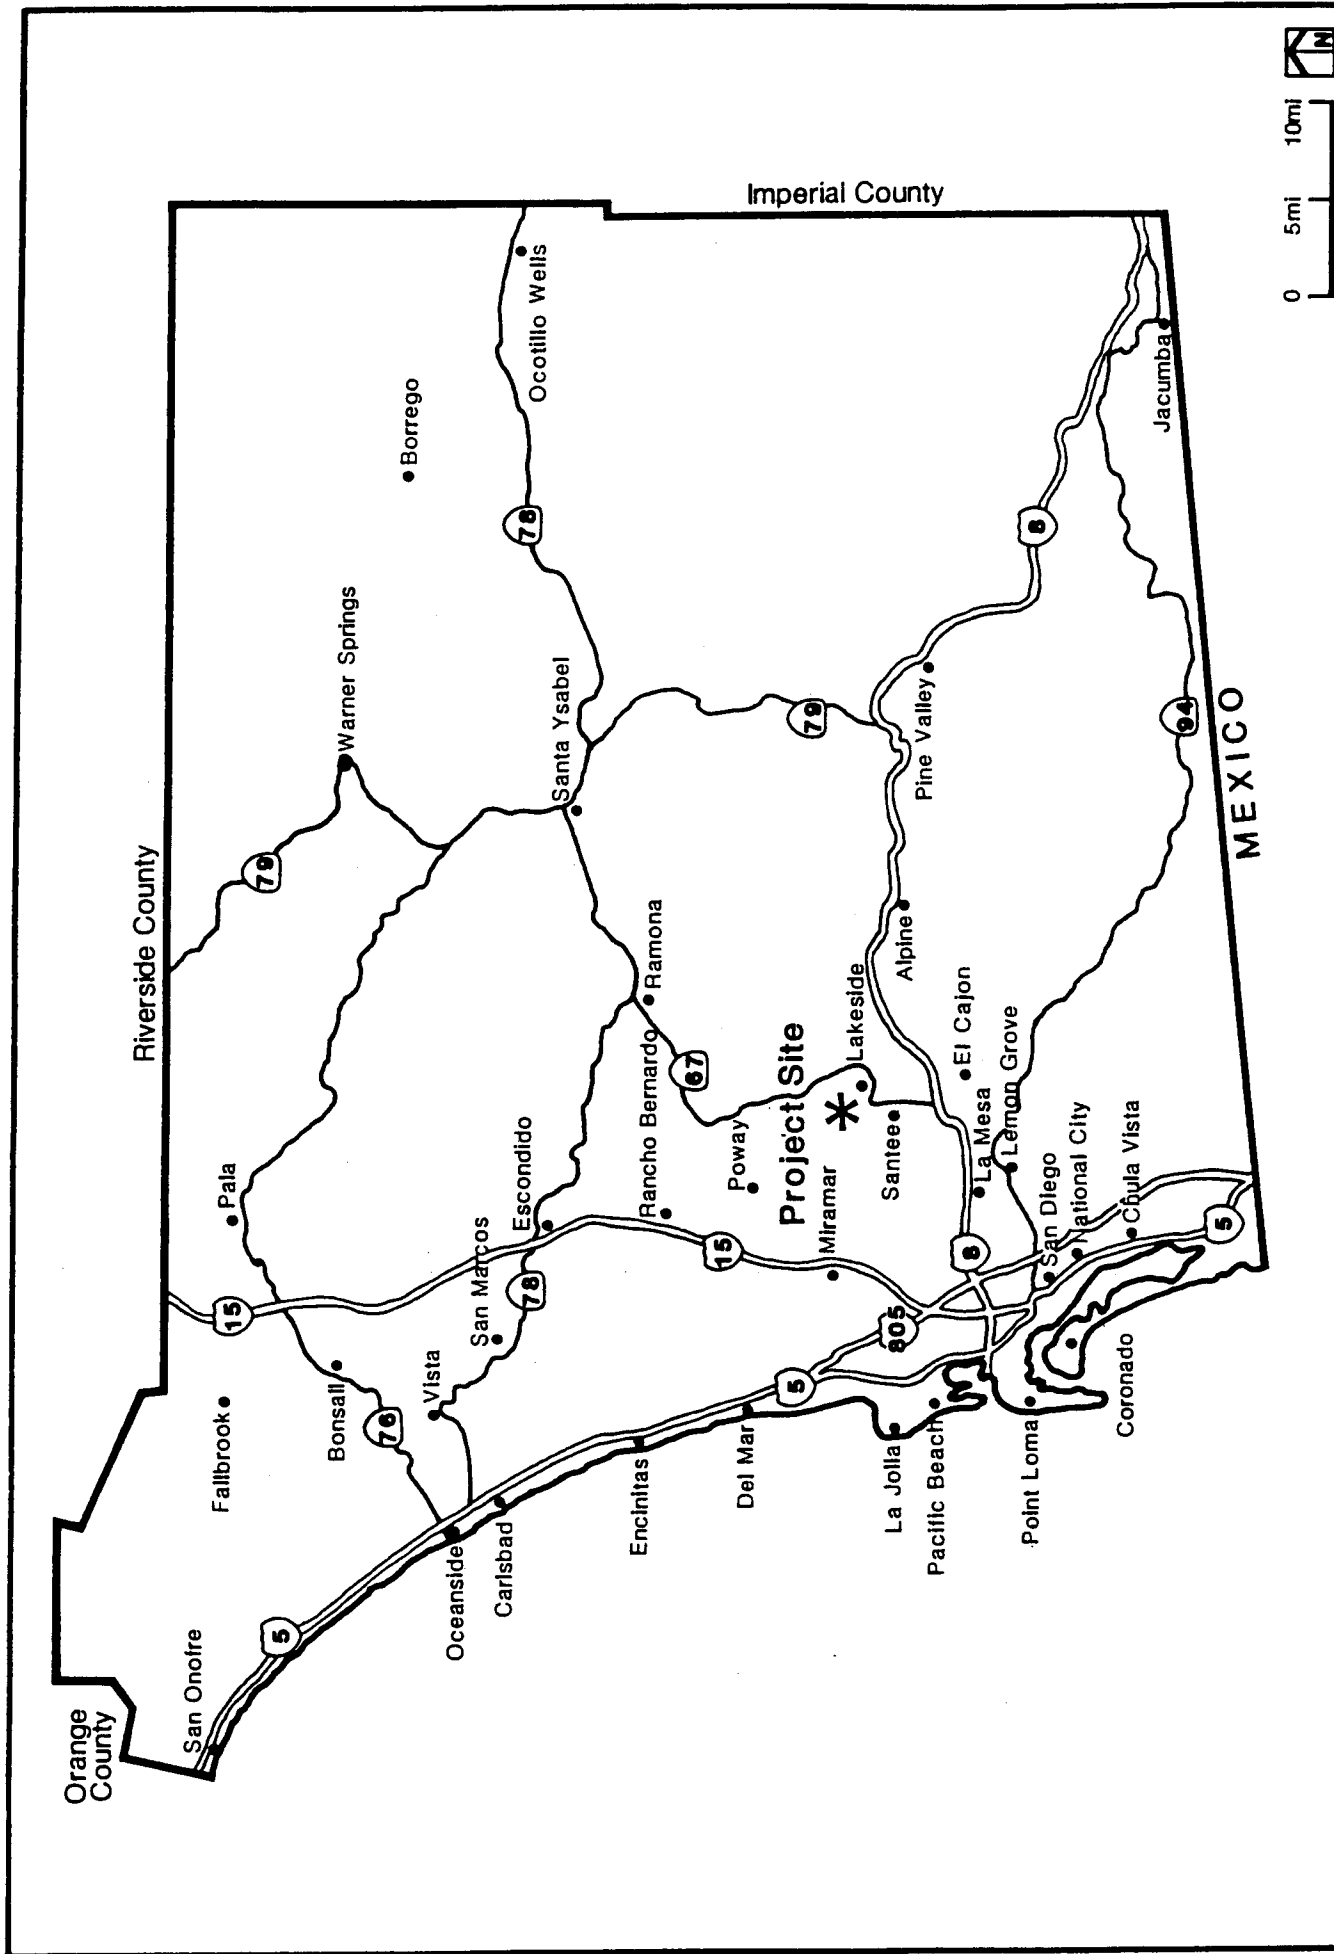 Orange
County
San Onofre
5
Fallbrook
15
Pala
Riverside County
79
Warner Springs
Borrego
Bonsall
76
Vista
San Marcos
78
Escondido
Oceanside
Carlsbad
Santa Ysabel
78
Ocotillo Wells
Imperial County
Encinitas
Rancho Bernardo
Ramona
67
Del Mar
15
Poway
Project Site
*
5
Miramar
Lakeside
79
La Jolla
805
Santee
Alpine
Pine Valley
Pacific Beach
8
El Cajon
La Mesa
Lemon Grove
8
Point Loma
San Diego
National City
Chula Vista
Coronado
5
94
Jacumba
MEXICO
0 5mi 10mi
N